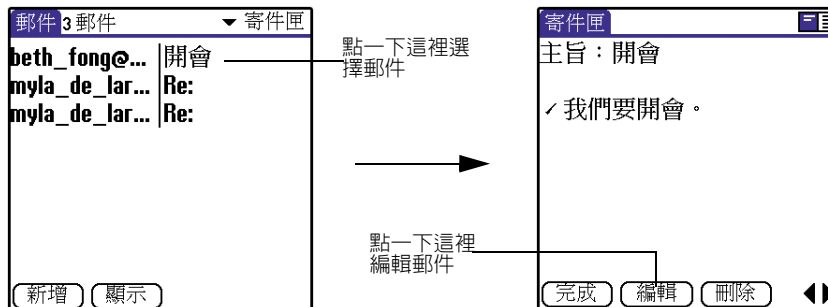 郵件 3 郵件 寄件匣
beth_fong@... 開會
myla_de_lar... Re:
myla_de_lar... Re:
新增 顯示
點一下這裡選
擇郵件
點一下這裡
編輯郵件
寄件匣
主旨：開會
✓ 我們要開會。
完成 編輯 刪除